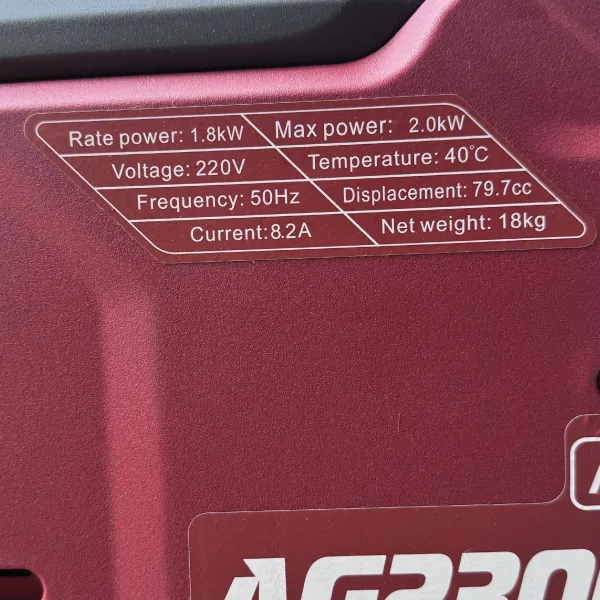 Rate power: 1.8kW Max power: 2.0kW
Voltage: 220V Temperature: 40℃
Frequency: 50Hz Displacement: 79.7cc
Current:8.2A Net weight: 18kg